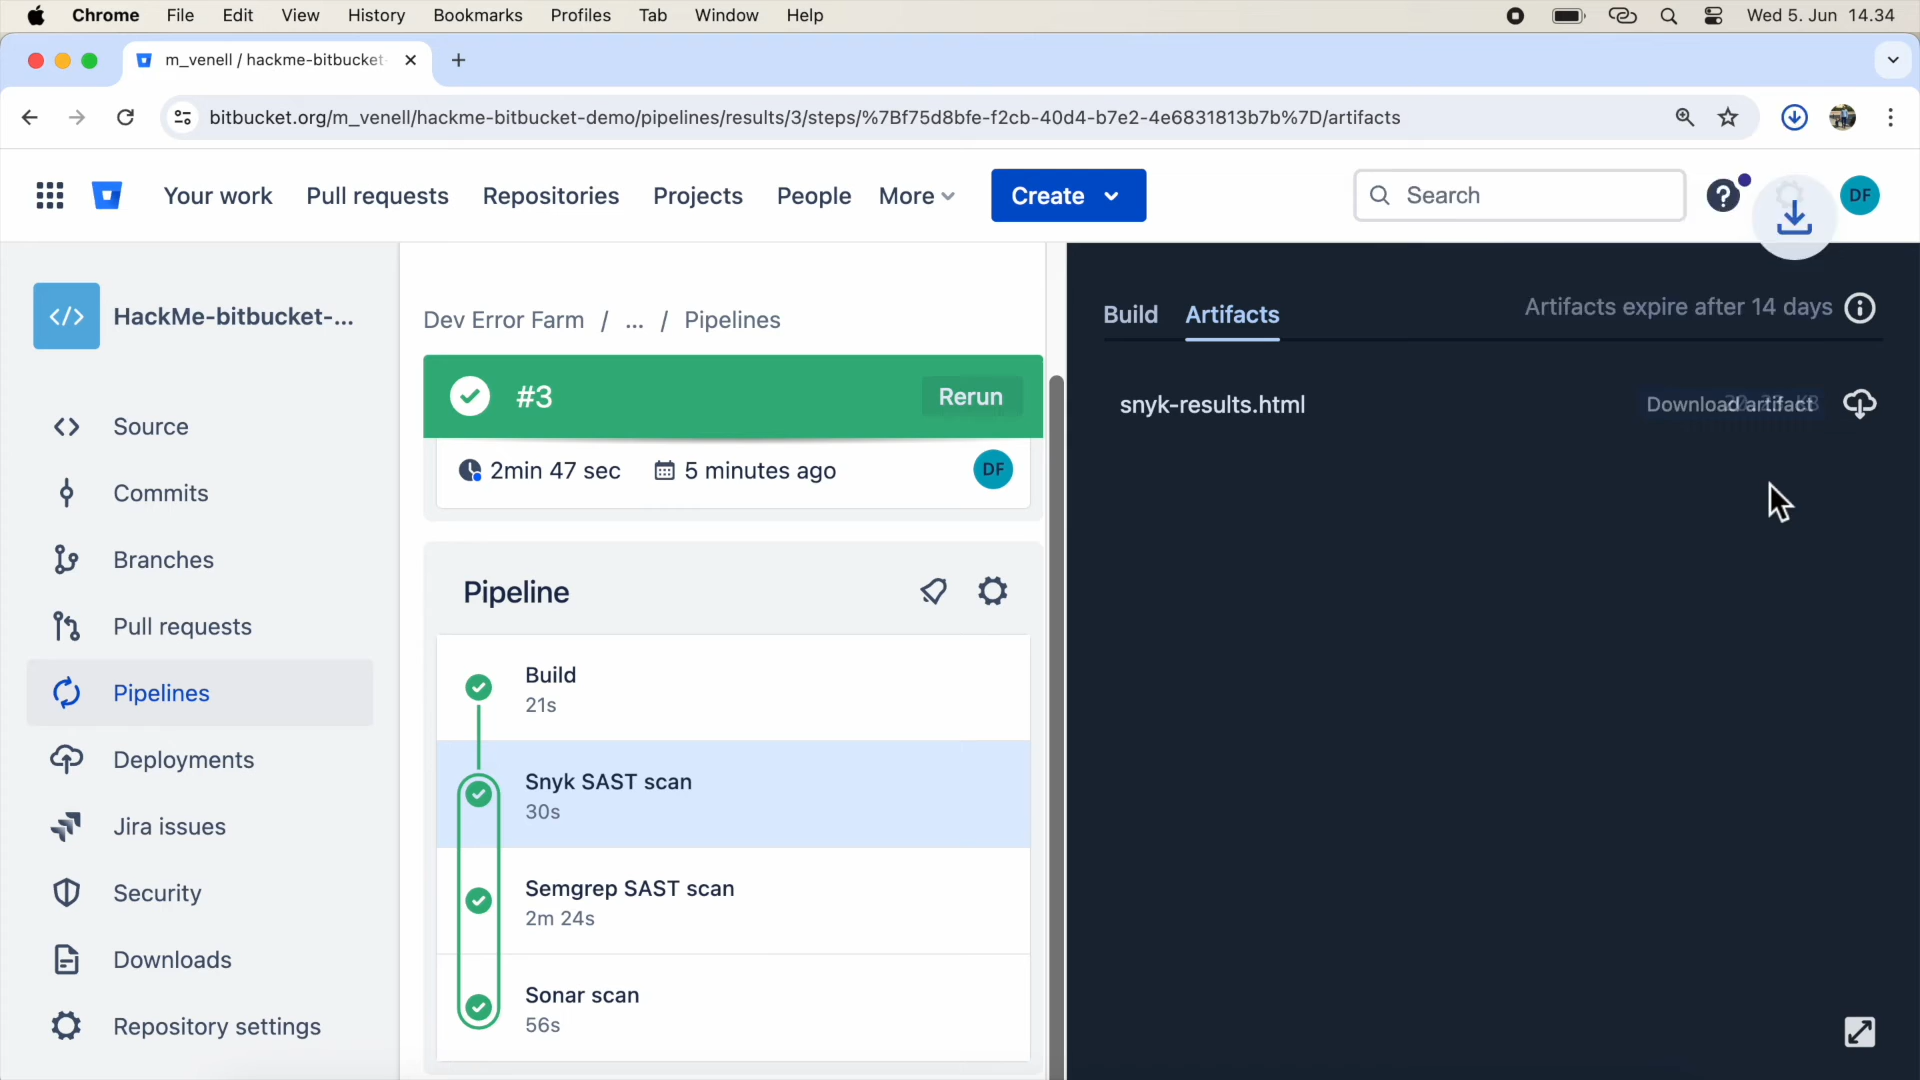 Chrome File Edit View History Bookmarks Profiles Tab Window Help Wed 5. Jun 14.34
m_venell / hackme-bitbucket-
bitbucket.org/m_venell/hackme-bitbucket-demo/pipelines/results/3/steps/%7Bf75d8bfe-f2cb-40d4-b7e2-4e6831813b7b%7D/artifacts
Your work Pull requests Repositories Projects People More Create Search ? DF
</> HackMe-bitbucket-...
Source
Commits
Branches
Pull requests
Pipelines
Deployments
Jira issues
Security
Downloads
Repository settings
Dev Error Farm / ... / Pipelines
#3 Rerun
2min 47 sec 5 minutes ago DF
Pipeline
Build
21s
Snyk SAST scan
30s
Semgrep SAST scan
2m 24s
Sonar scan
56s
Build Artifacts Artifacts expire after 14 days
snyk-results.html Download artifact